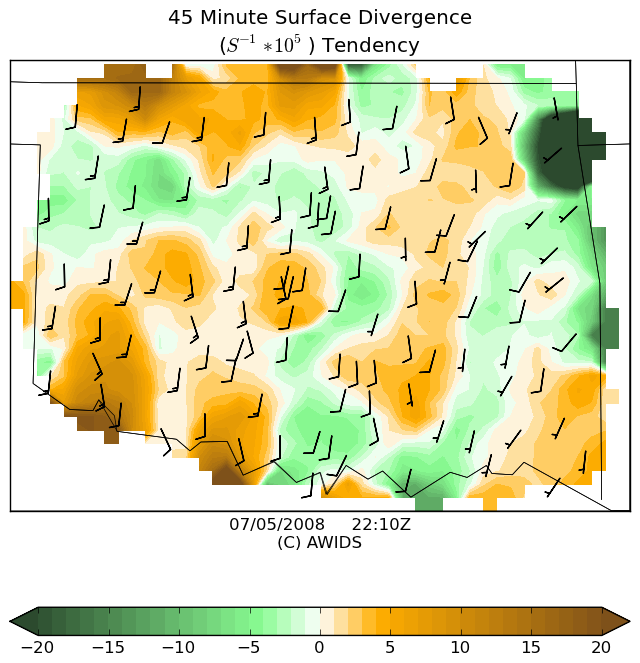 45 Minute Surface Divergence
(S⁻¹ *10⁵ ) Tendency
07/05/2008 22:10Z
(C) AWIDS
−20 −15 −10 −5 0 5 10 15 20